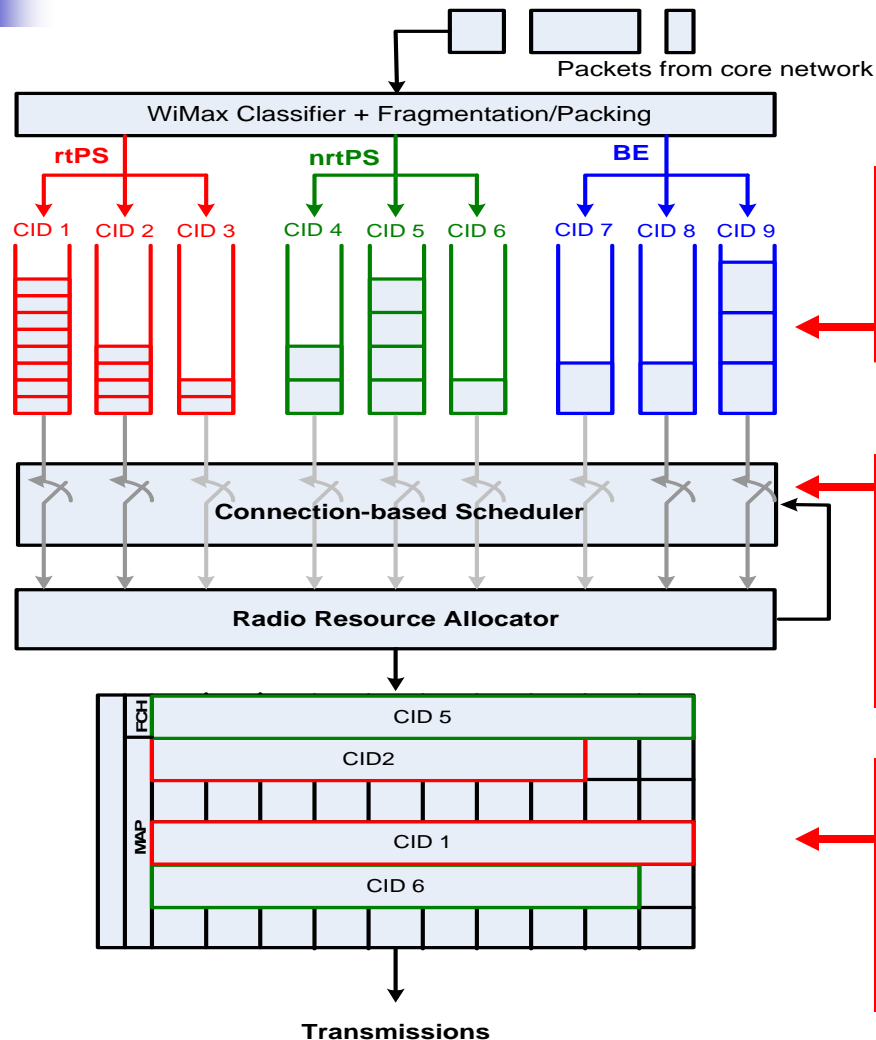 Packets from core network
WiMax Classifier + Fragmentation/Packing
rtPS
nrtPS
BE
CID 1
CID 2
CID 3
CID 4
CID 5
CID 6
CID 7
CID 8
CID 9
Connection-based Scheduler
Radio Resource Allocator
FCH
CID 5
CID2
MAP
CID 1
CID 6
Transmissions